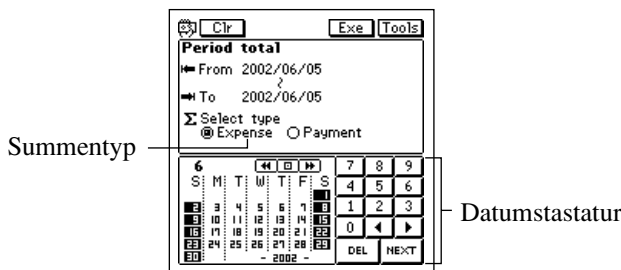 Clr Exe Tools
Period total
From 2002/06/05
To 2002/06/05
Σ Select type
Expense Payment
Summentyp
6 7 8 9
S M T W T F S 4 5 6
1
2 3 4 5 6 7 8 1 2 3
9 10 11 12 13 14 15 0
16 17 18 19 20 21 22
23 24 25 26 27 28 29 DEL NEXT
30 - 2002 -
Datumstastatur